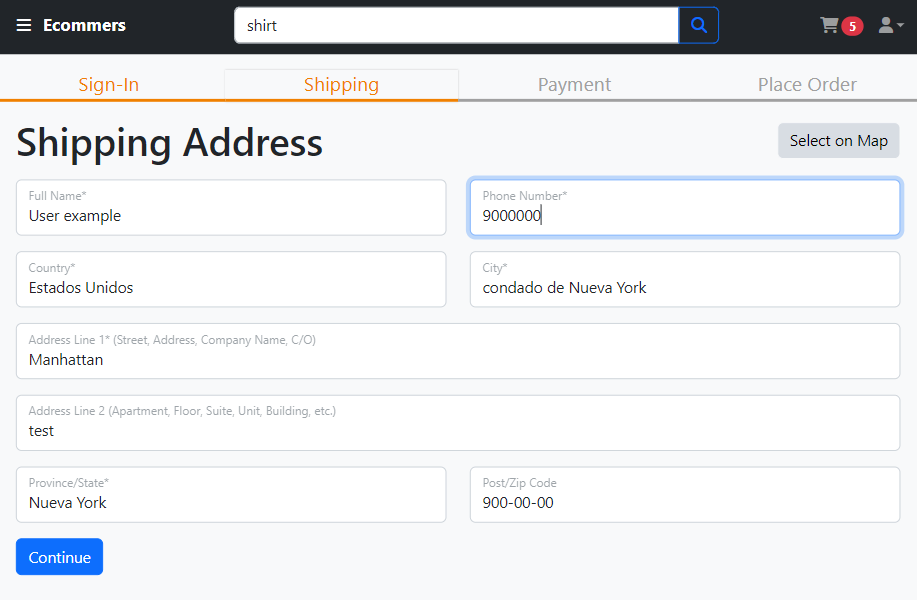 Ecommers shirt 5
Sign-In Shipping Payment Place Order
Shipping Address Select on Map
Full Name* Phone Number*
User example 9000000
Country* City*
Estados Unidos condado de Nueva York
Address Line 1* (Street, Address, Company Name, C/O)
Manhattan
Address Line 2 (Apartment, Floor, Suite, Unit, Building, etc.)
test
Province/State* Post/Zip Code
Nueva York 900-00-00
Continue